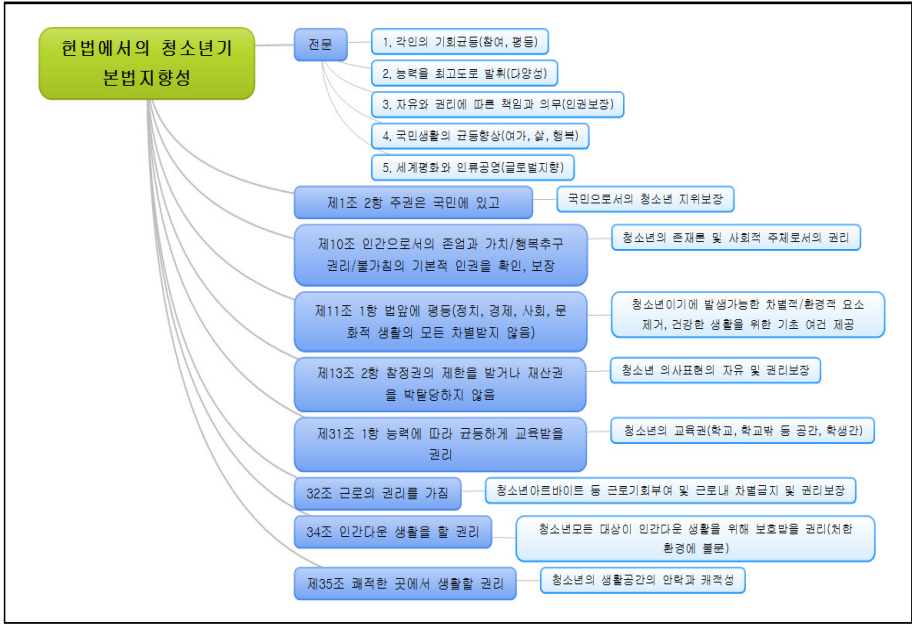 헌법에서의 청소년기
본법지향성
전문
1. 각인의 기회균등(참여, 평등)
2. 능력을 최고도로 발휘(다양성)
3. 자유와 권리에 따른 책임과 의무(인권보장)
4. 국민생활의 균등향상(여가, 삶, 행복)
5. 세계평화와 인류공영(글로벌지향)
제1조 2항 주권은 국민에 있고
국민으로서의 청소년 지위보장
제10조 인간으로서의 존엄과 가치/행복추구
권리/불가침의 기본적 인권을 확인, 보장
청소년의 존재론 및 사회적 주체로서의 권리
제11조 1항 법앞에 평등(정치, 경제, 사회, 문
화적 생활의 모든 차별받지 않음)
청소년이기에 발생가능한 차별적/환경적 요소
제거, 건강한 생활을 위한 기초 여건 제공
제13조 2항 참정권의 제한을 받거나 재산권
을 박탈당하지 않음
청소년 의사표현의 자유 및 권리보장
제31조 1항 능력에 따라 균등하게 교육받을
권리
청소년의 교육권(학교, 학교밖 등 공간, 학생간)
32조 근로의 권리를 가짐
청소년아르바이트 등 근로기회부여 및 근로내 차별금지 및 권리보장
34조 인간다운 생활을 할 권리
청소년모든 대상이 인간다운 생활을 위해 보호받을 권리(처한
환경에 불문)
제35조 쾌적한 곳에서 생활할 권리
청소년의 생활공간의 안락과 캐적성